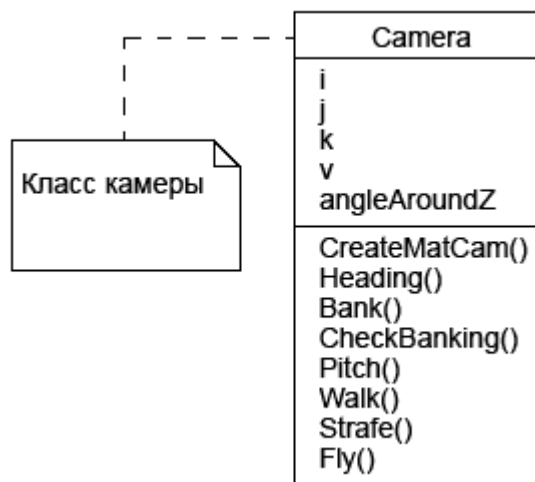 Camera
i
j
k
v
angleAroundZ
Класс камеры
CreateMatCam()
Heading()
Bank()
CheckBanking()
Pitch()
Walk()
Strafe()
Fly()